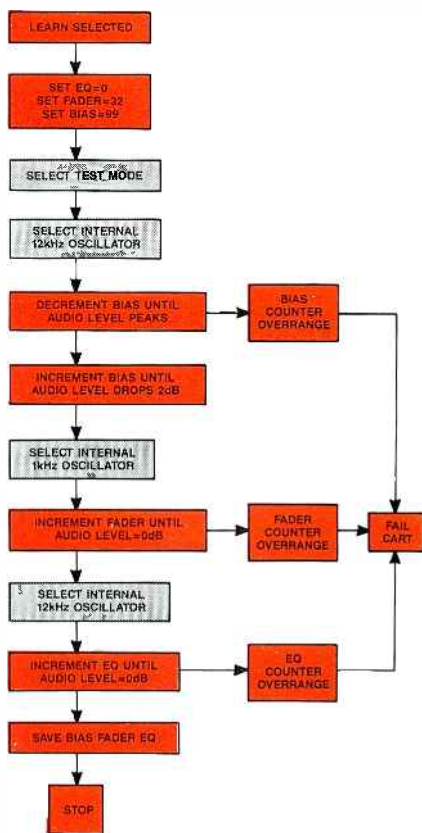 LEARN SELECTED
SET EQ=0
SET FADER=32
SET BIAS=99
SELECT TEST MODE
SELECT INTERNAL
12kHz OSCILLATOR
DECREMENT BIAS UNTIL
AUDIO LEVEL PEAKS
BIAS
COUNTER
OVERRANGE
INCREMENT BIAS UNTIL
AUDIO LEVEL DROPS 2dB
SELECT INTERNAL
1kHz OSCILLATOR
INCREMENT FADER UNTIL
AUDIO LEVEL=0dB
FADER
COUNTER
OVERRANGE
FAIL
CART
SELECT INTERNAL
12kHz OSCILLATOR
INCREMENT EQ UNTIL
AUDIO LEVEL=0dB
EQ
COUNTER
OVERRANGE
SAVE BIAS FADER EQ
STOP